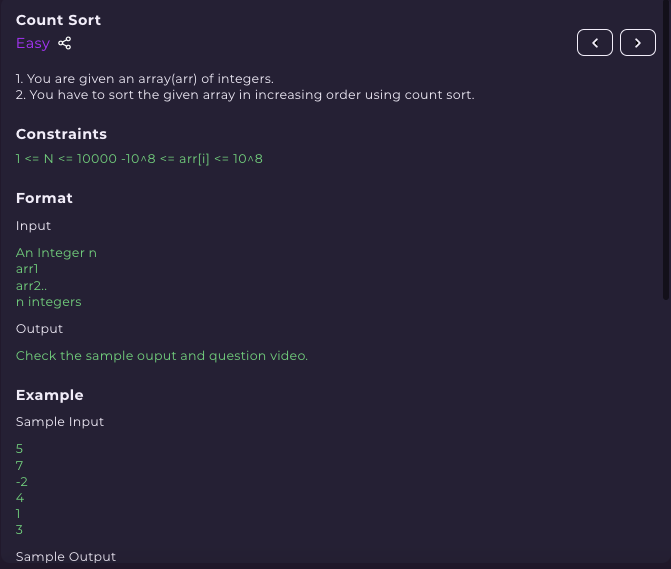 Count Sort
Easy
1. You are given an array(arr) of integers.
2. You have to sort the given array in increasing order using count sort.
Constraints
1 <= N <= 10000 -10^8 <= arr[i] <= 10^8
Format
Input
An Integer n
arr1
arr2..
n integers
Output
Check the sample ouput and question video.
Example
Sample Input
5
7
-2
4
1
3
Sample Output